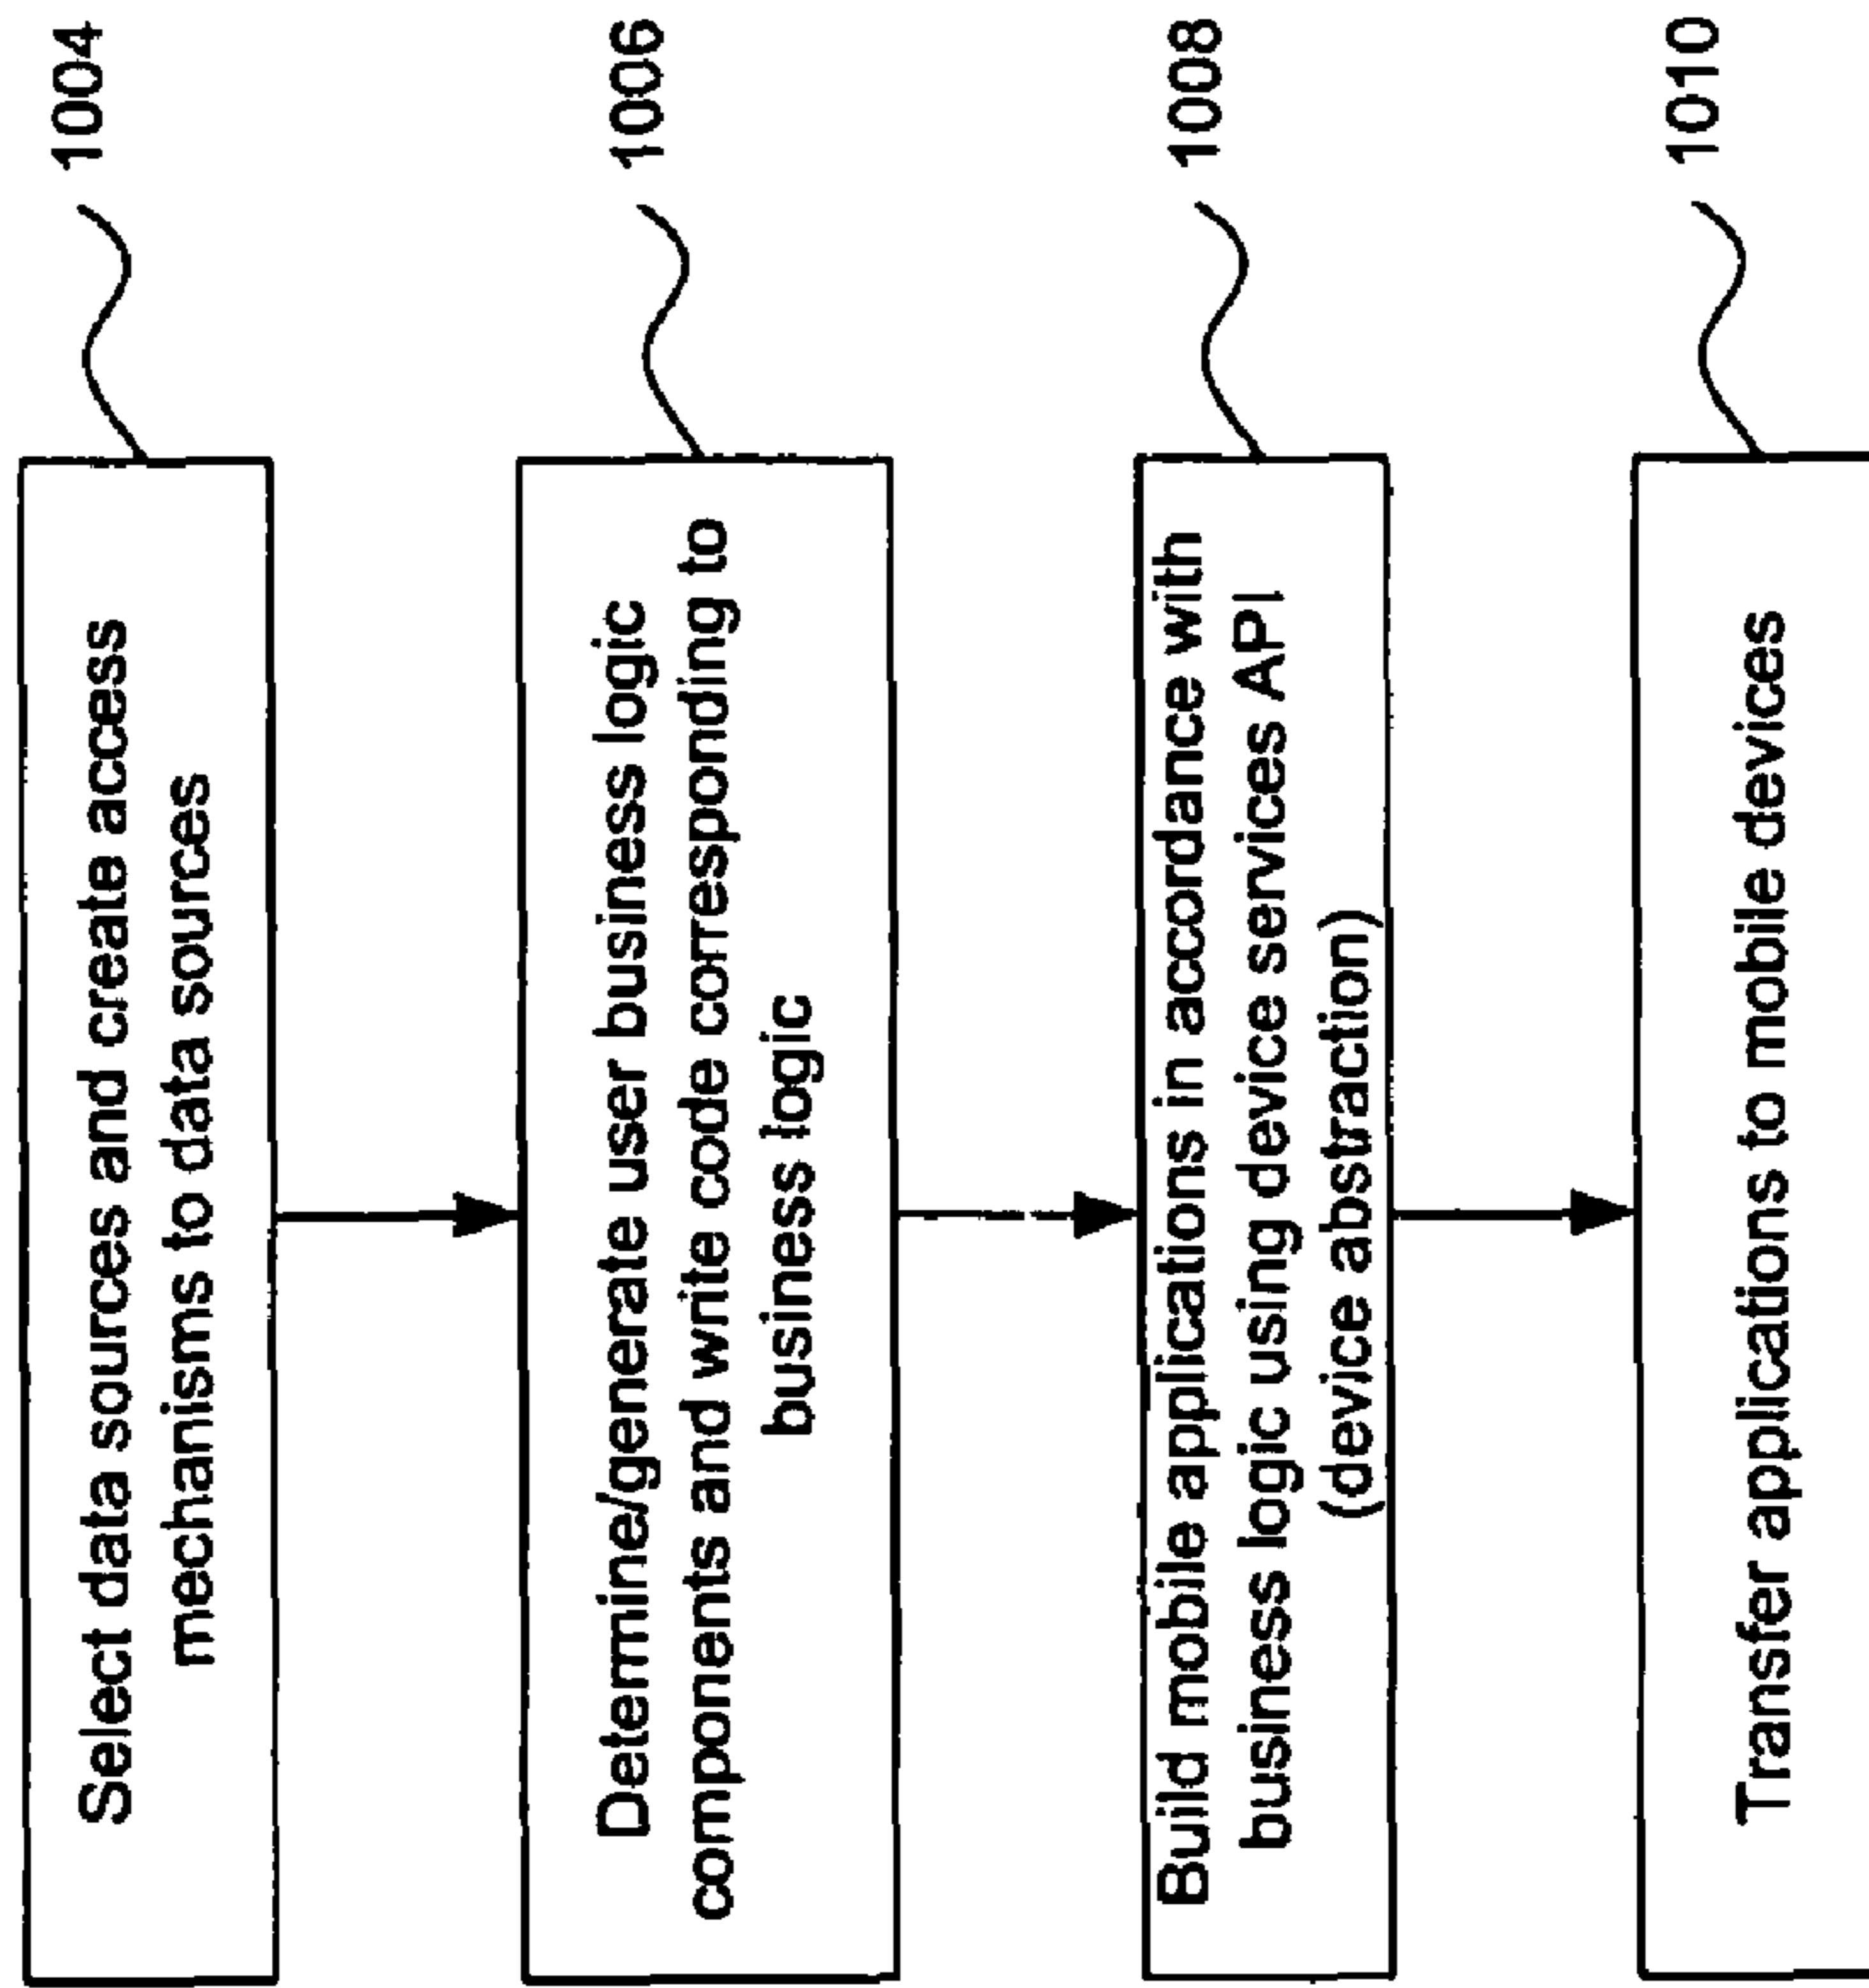 Select data sources and create access
mechanisms to data sources
1004
Determine/generate user business logic
components and write code corresponding to
business logic
1006
Build mobile applications in accordance with
business logic using device services API
(device abstraction)
1008
Transfer applications to mobile devices
1010